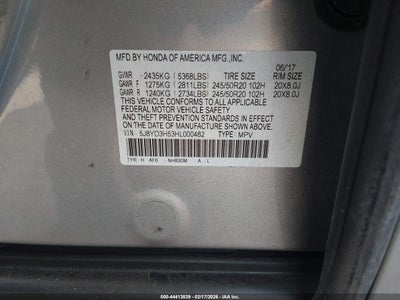 MFD.BY HONDA OF AMERICA MFG.,INC.
06/17
GVWR 2435KG (5368LBS) TIRE SIZE RIM SIZE
GAWR F 1275KG (2811LBS) 245/50R20 102H 20X8.0J
GAWR R 1240KG (2734LBS) 245/50R20 102H 20X8.0J
THIS VEHICLE CONFORMS TO ALL APPLICABLE
FEDERAL MOTOR VEHICLE SAFETY
AND THEFT PREVENTION STANDARDS IN EFFECT
ON THE DATE OF MANUFACTURE SHOWN ABOVE.
V.I.N: 5J8YD3H53HL000482 TYPE: MPV
TYR H AF6 NH830M A L
000-44413039 - 02/17/2026 - IAA